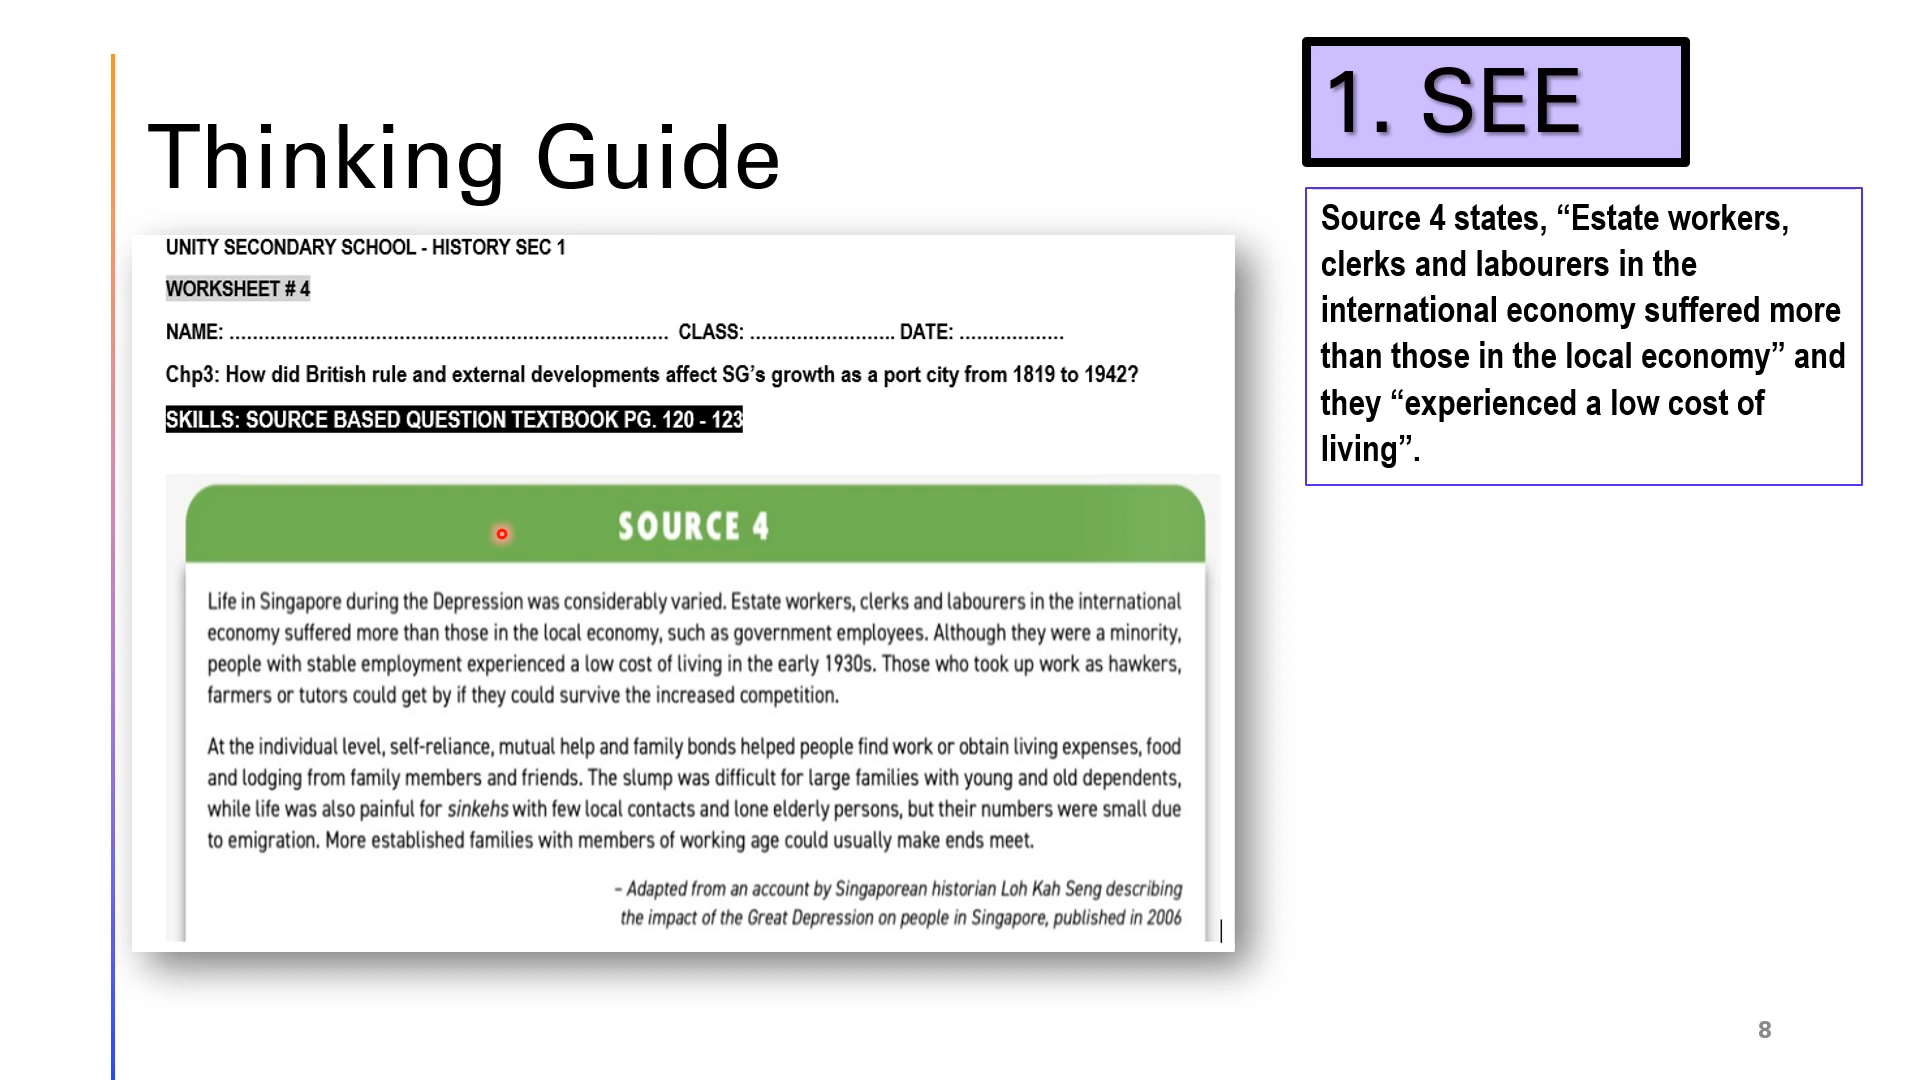 Thinking Guide
UNITY SECONDARY SCHOOL - HISTORY SEC 1
WORKSHEET # 4
NAME: ........................................................................... CLASS: ......................... DATE: ..................
Chp3: How did British rule and external developments affect SG’s growth as a port city from 1819 to 1942?
SKILLS: SOURCE BASED QUESTION TEXTBOOK PG. 120 - 123
SOURCE 4
Life in Singapore during the Depression was considerably varied. Estate workers, clerks and labourers in the international
economy suffered more than those in the local economy, such as government employees. Although they were a minority,
people with stable employment experienced a low cost of living in the early 1930s. Those who took up work as hawkers,
farmers or tutors could get by if they could survive the increased competition.
At the individual level, self-reliance, mutual help and family bonds helped people find work or obtain living expenses, food
and lodging from family members and friends. The slump was difficult for large families with young and old dependents,
while life was also painful for sinkehs with few local contacts and lone elderly persons, but their numbers were small due
to emigration. More established families with members of working age could usually make ends meet.
– Adapted from an account by Singaporean historian Loh Kah Seng describing
the impact of the Great Depression on people in Singapore, published in 2006
1. SEE
Source 4 states, “Estate workers,
clerks and labourers in the
international economy suffered more
than those in the local economy” and
they “experienced a low cost of
living”.
8